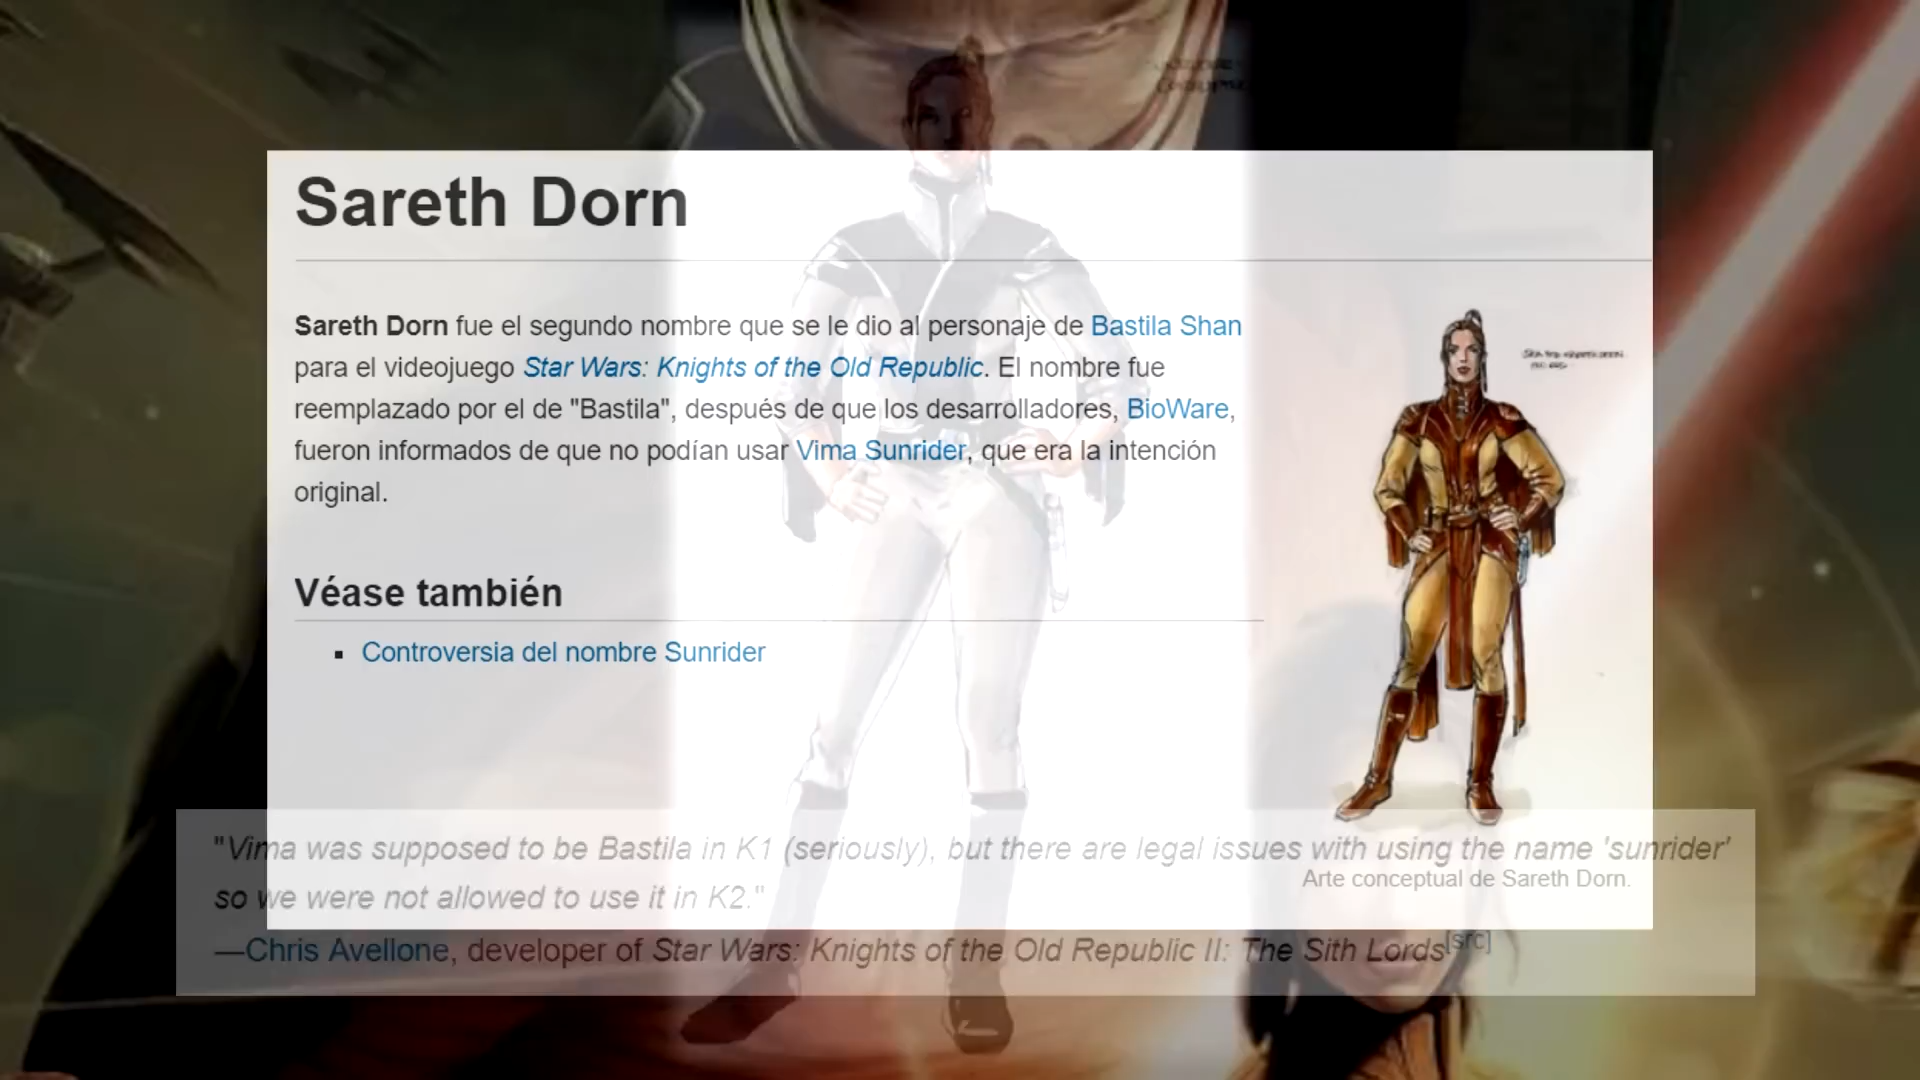 Sareth Dorn
Sareth Dorn fue el segundo nombre que se le dio al personaje de Bastila Shan
para el videojuego Star Wars: Knights of the Old Republic. El nombre fue
reemplazado por el de "Bastila", después de que los desarrolladores, BioWare,
fueron informados de que no podían usar Vima Sunrider, que era la intención
original.
Véase también
▪ Controversia del nombre Sunrider
"Vima was supposed to be Bastila in K1 (seriously), but there are legal issues with using the name 'sunrider'
so we were not allowed to use it in K2."
Arte conceptual de Sareth Dorn.
—Chris Avellone, developer of Star Wars: Knights of the Old Republic II: The Sith Lords[src]